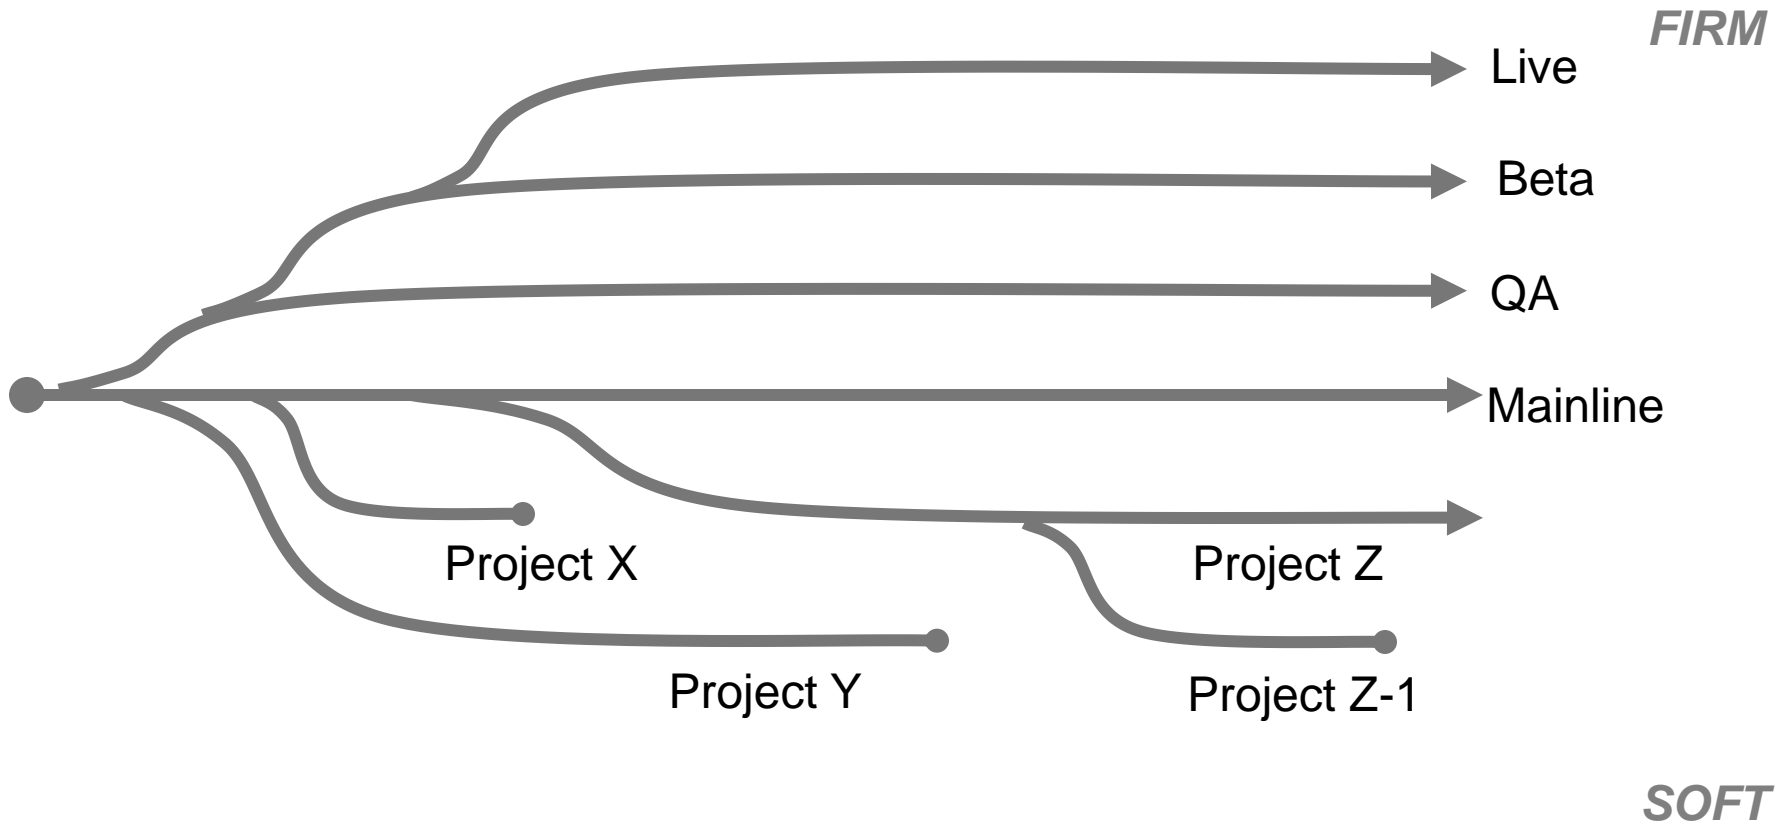 FIRM
Live
Beta
QA
Mainline
Project X
Project Z
Project Y
Project Z-1
SOFT